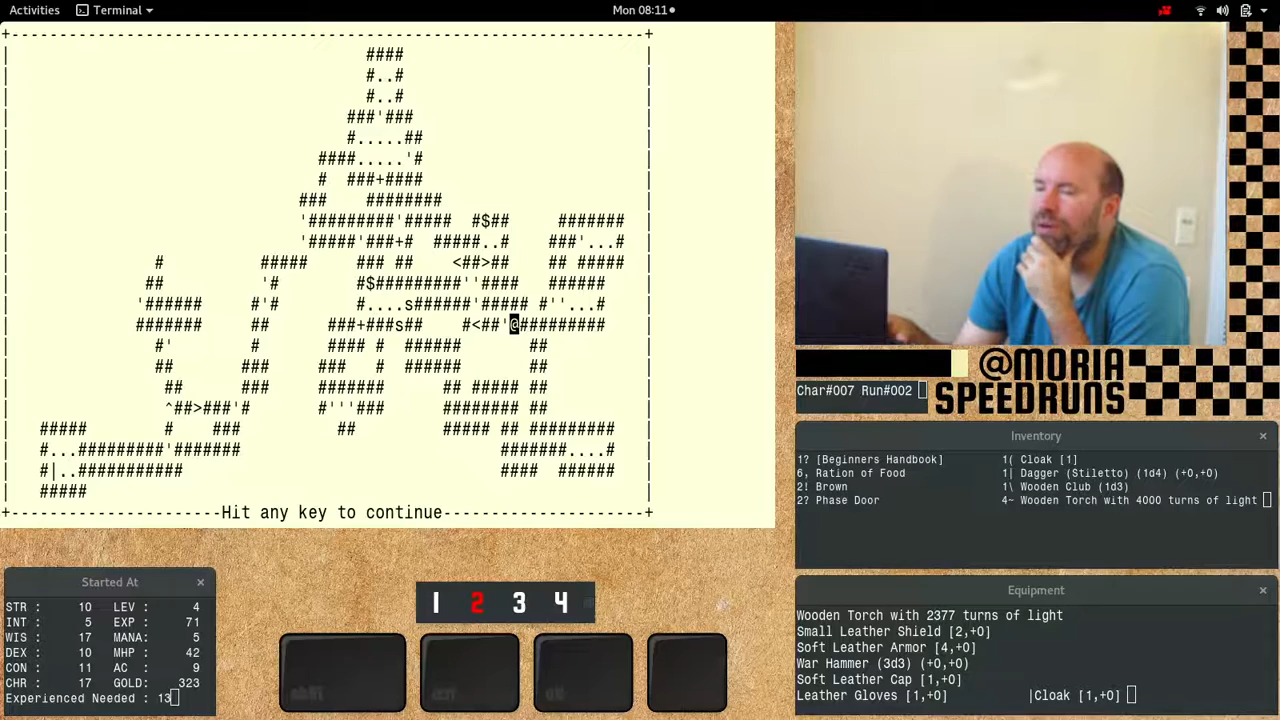 Activities Terminal Mon 08:11
+--------------------------------------------------------------------+
####
#..#
#..#
###'###
#.....##
####.....'#
# ###+####
### ########
'#########'##### #$## #######
'#####'###+# #####..# ###'...#
# ##### ### ## <##>## ## #####
## '# #$#########''#### ######
'###### #'# #....s######'##### #''...#
####### ## ###+###s## #<##'@#########
#' # #### # ###### ##
## ### ### # ###### ##
## ### ####### ## ##### ##
^##>###'# #'''### ######## ##
##### # ### ## ##### ## #########
#...#########'####### #######....#
#|..########### #### ######
#####
+----------------------Hit any key to continue---------------------+
@MORIA
SPEEDRUNS
Char#007 Run#002
Inventory
1? [Beginners Handbook] 1( Cloak [1]
6, Ration of Food 1| Dagger (Stiletto) (1d4) (+0,+0)
2! Brown 1\ Wooden Club (1d3)
2? Phase Door 4~ Wooden Torch with 4000 turns of light
Equipment
Wooden Torch with 2377 turns of light
Small Leather Shield [2,+0]
Soft Leather Armor [4,+0]
War Hammer (3d3) (+0,+0)
Soft Leather Cap [1,+0]
Leather Gloves [1,+0] |Cloak [1,+0]
Started At
STR : 10 LEV : 4
INT : 5 EXP : 71
WIS : 17 MANA: 5
DEX : 10 MHP : 42
CON : 11 AC : 9
CHR : 17 GOLD: 323
Experienced Needed : 13
1 2 3 4